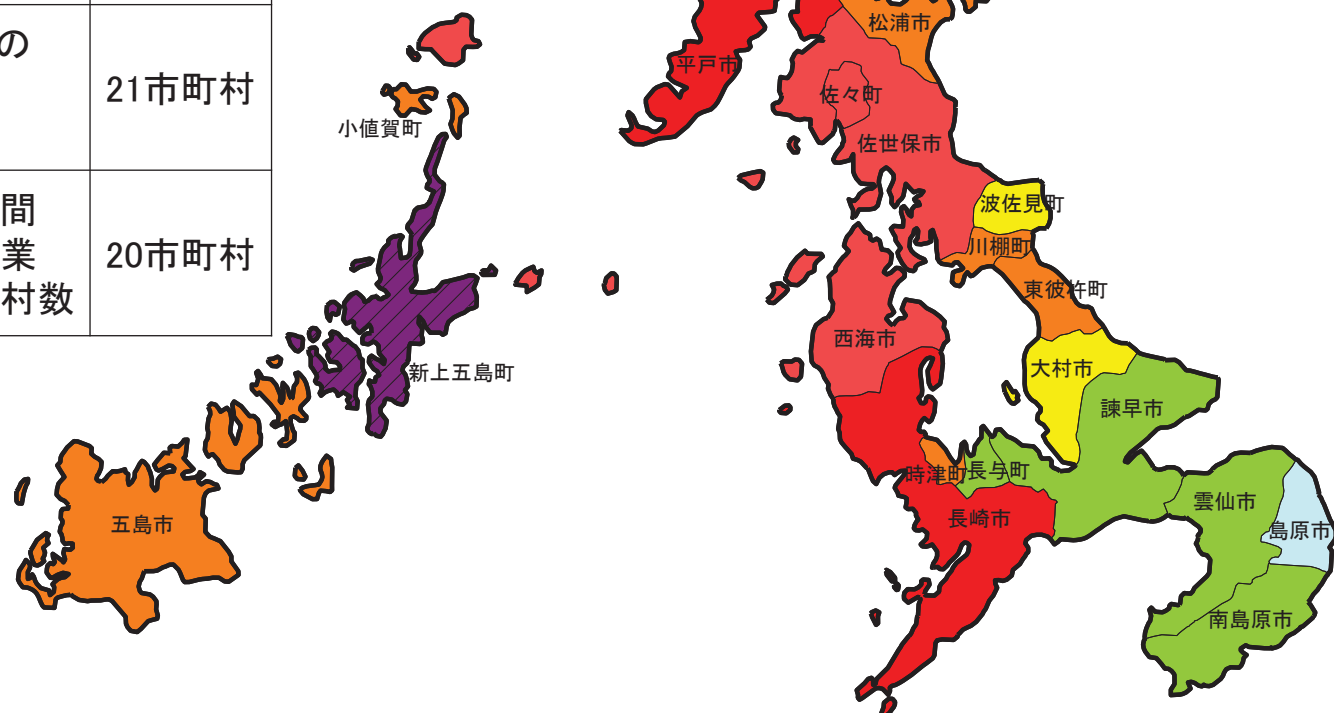 の
21市町村
間
業
村数
20市町村
松浦市
平戸市
佐々町
小値賀町
佐世保市
波佐見町
川棚町
東彼杵町
西海市
新上五島町
大村市
諫早市
時津町
長与町
雲仙市
長崎市
五島市
島原市
南島原市